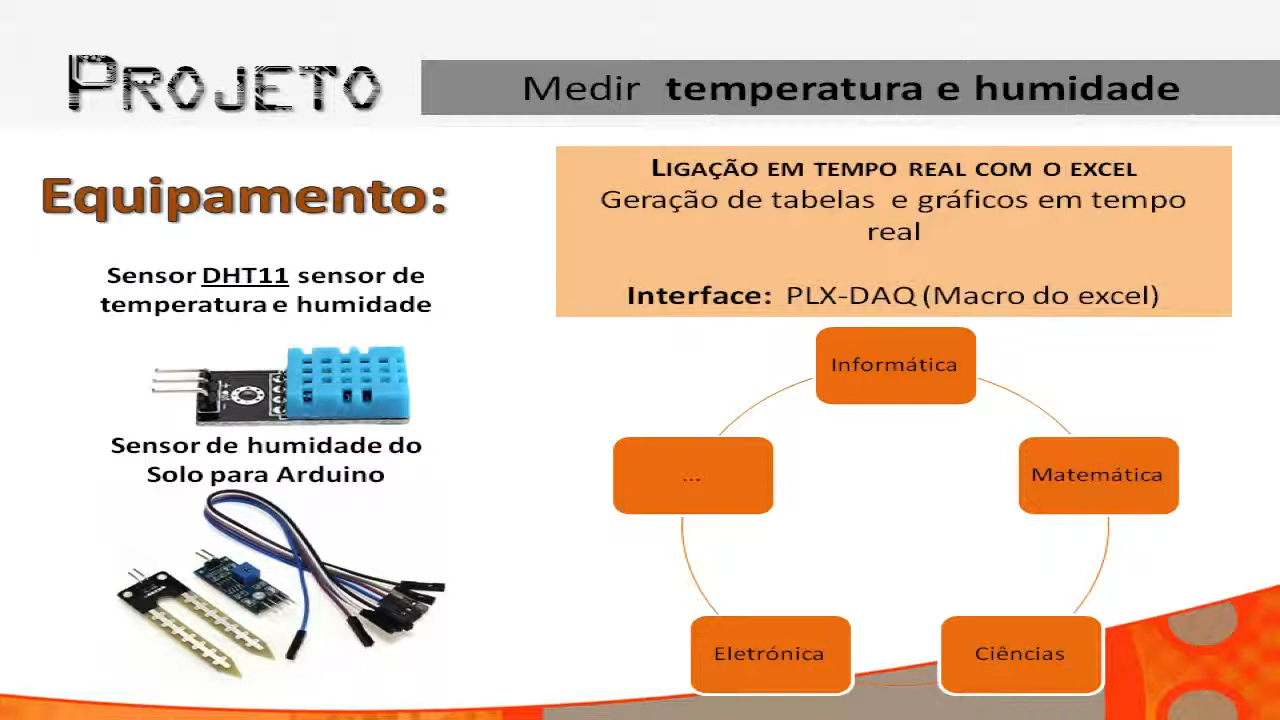 PROJETO
Medir temperatura e humidade
Equipamento:
Sensor DHT11 sensor de
temperatura e humidade
Sensor de humidade do
Solo para Arduino
LIGAÇÃO EM TEMPO REAL COM O EXCEL
Geração de tabelas e gráficos em tempo
real
Interface: PLX-DAQ (Macro do excel)
Informática
Matemática
Ciências
Eletrónica
...